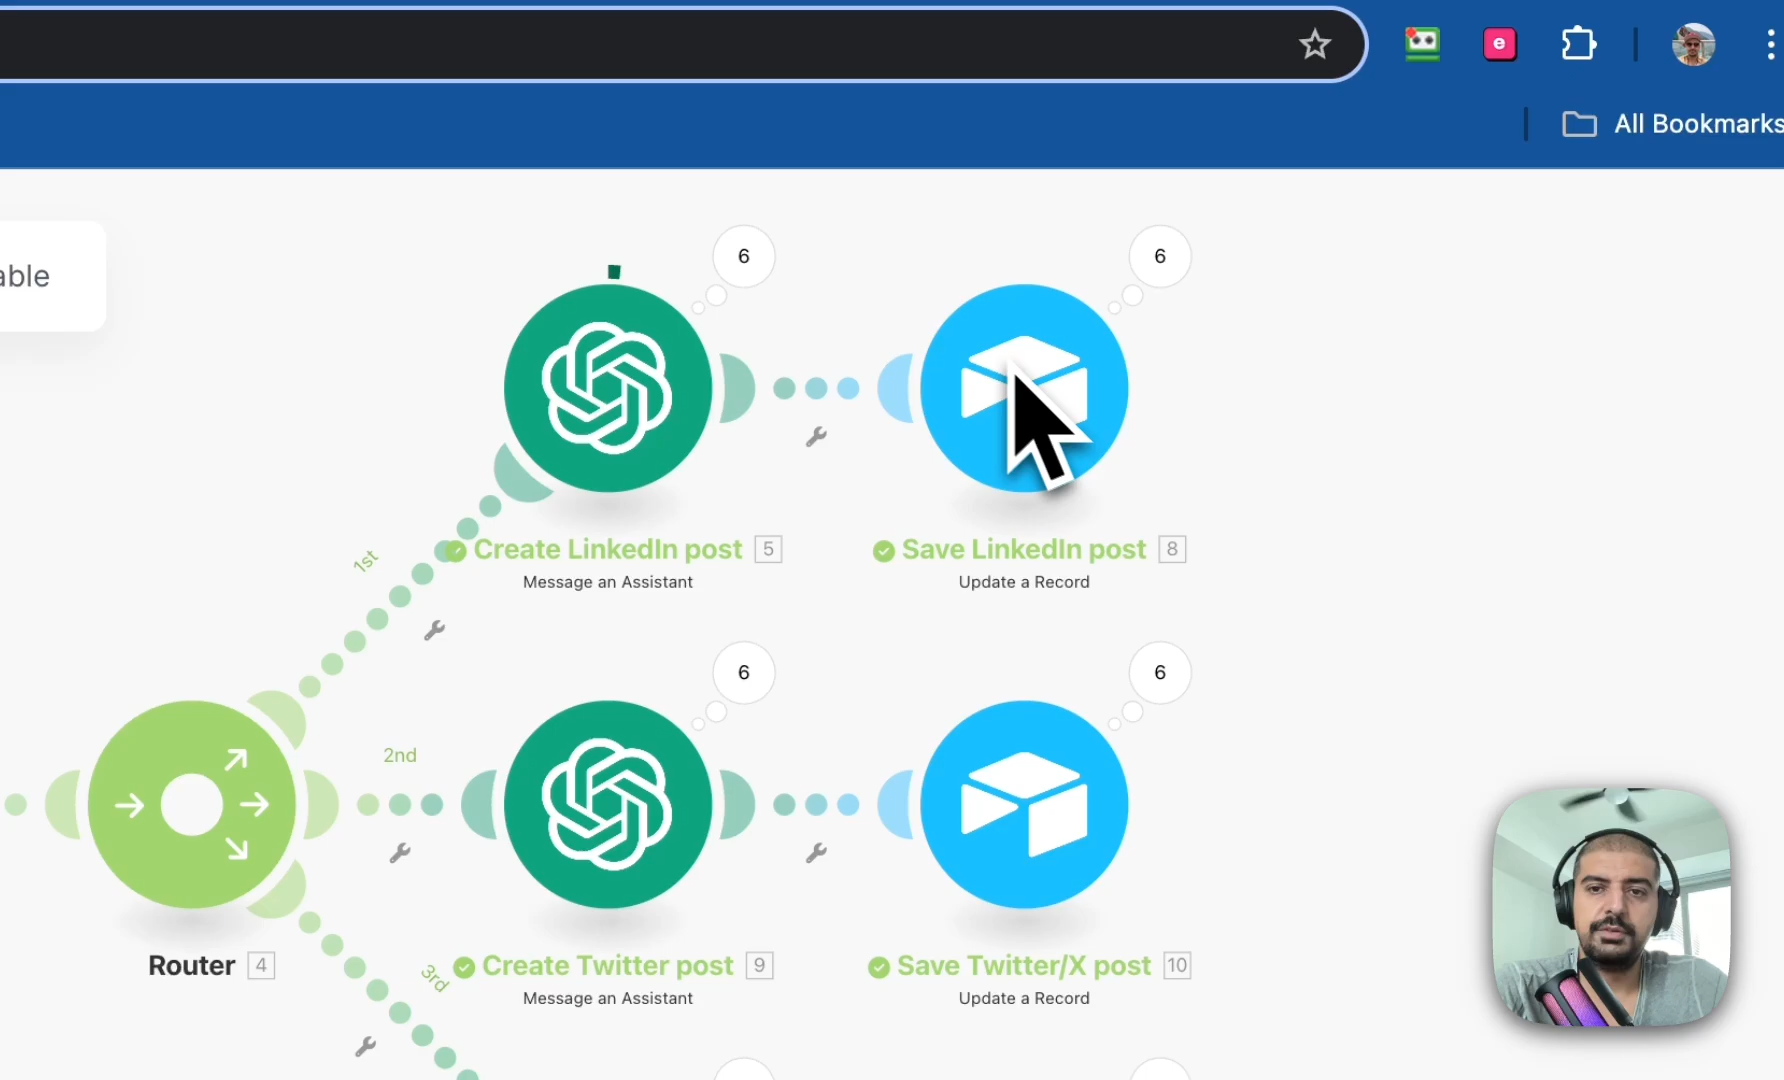 e
All Bookmarks
able
6
6
1st
Create LinkedIn post 5
Message an Assistant
Save LinkedIn post 8
Update a Record
6
6
2nd
Router 4
3rd
Create Twitter post 9
Message an Assistant
Save Twitter/X post 10
Update a Record